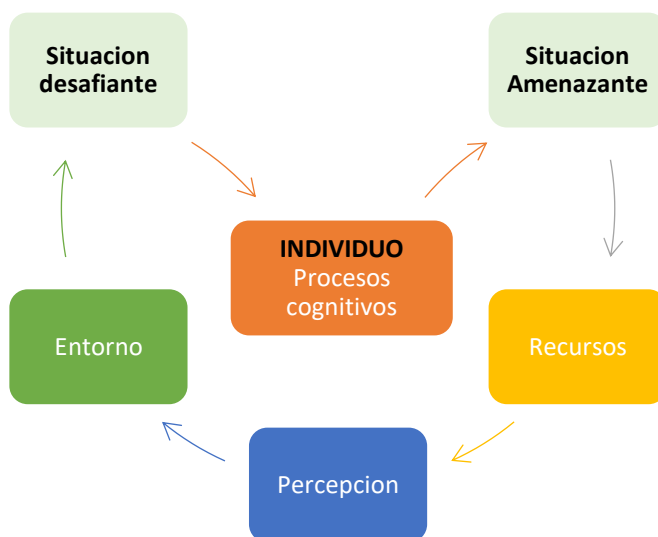 Situacion
desafiante
Situacion
Amenazante
INDIVIDUO
Procesos
cognitivos
Entorno
Recursos
Percepcion